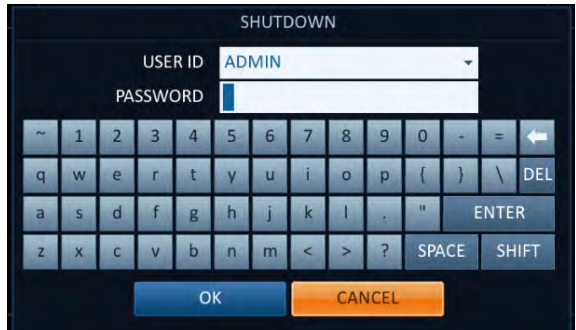 SHUTDOWN
USER ID ADMIN
PASSWORD
~ 1 2 3 4 5 6 7 8 9 0 - =
q w e r t y u i o p { } \ DEL
a s d f g h j k l . " ENTER
z x c v b n m < > ? SPACE SHIFT
OK CANCEL